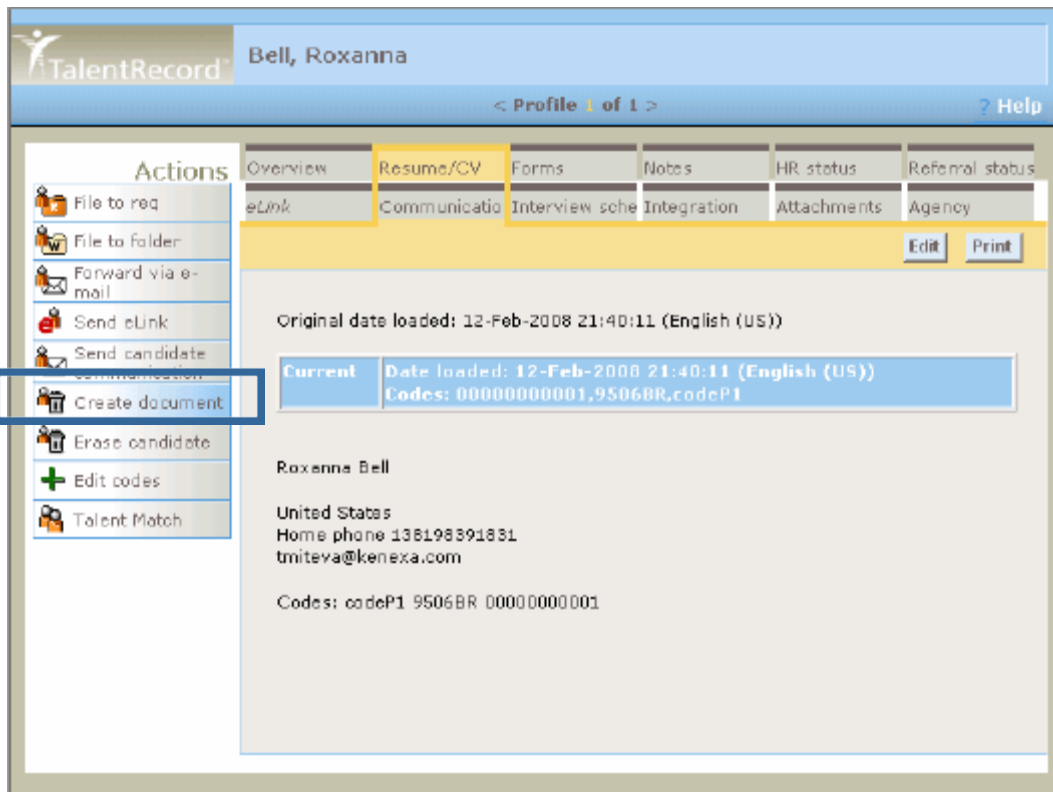 TalentRecord
Bell, Roxanna
< Profile 1 of 1 >
? Help
Actions
File to req
File to folder
Forward via e-
mail
Send eLink
Send candidate
Create document
Erase candidate
Edit codes
Talent Match
Overview Resume/CV Forms Notes HR status Referral status
eLink Communicatio Interview sche Integration Attachments Agency
Edit Print
Original date loaded: 12-Feb-2008 21:40:11 (English (US))
Current Date loaded: 12-Feb-2008 21:40:11 (English (US))
Codes: 00000000001,9506BR,codeP1
Roxanna Bell
United States
Home phone 138198391831
tmiteva@kenexa.com
Codes: codeP1 9506BR 00000000001